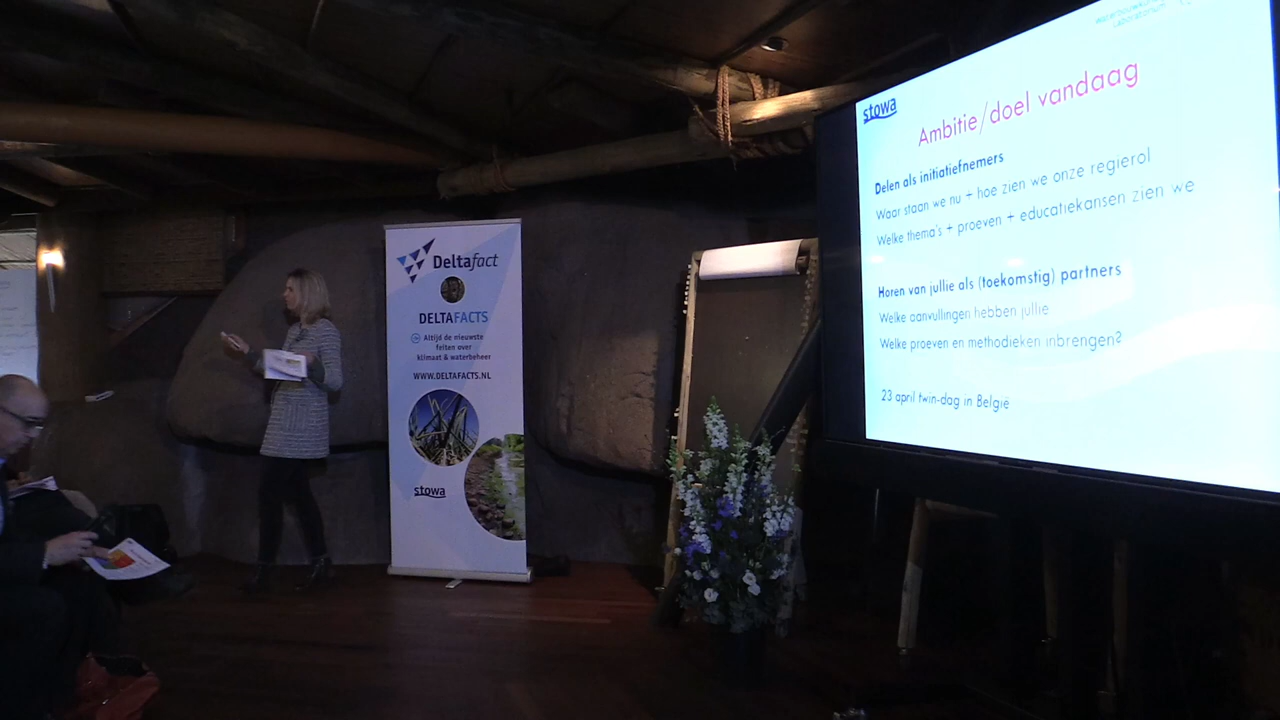 Deltafact
DELTAFACTS
Altijd de nieuwste
feiten over
klimaat & waterbeheer
WWW.DELTAFACTS.NL
stowa
stowa
Ambitie/doel vandaag
Delen als initiatiefnemers
Waar staan we nu + hoe zien we onze regierol
Welke thema's + proeven + educatiekansen zien we
Horen van jullie als (toekomstig) partners
Welke aanvullingen hebben jullie
Welke proeven en methodieken inbrengen?
23 april twin-dag in België